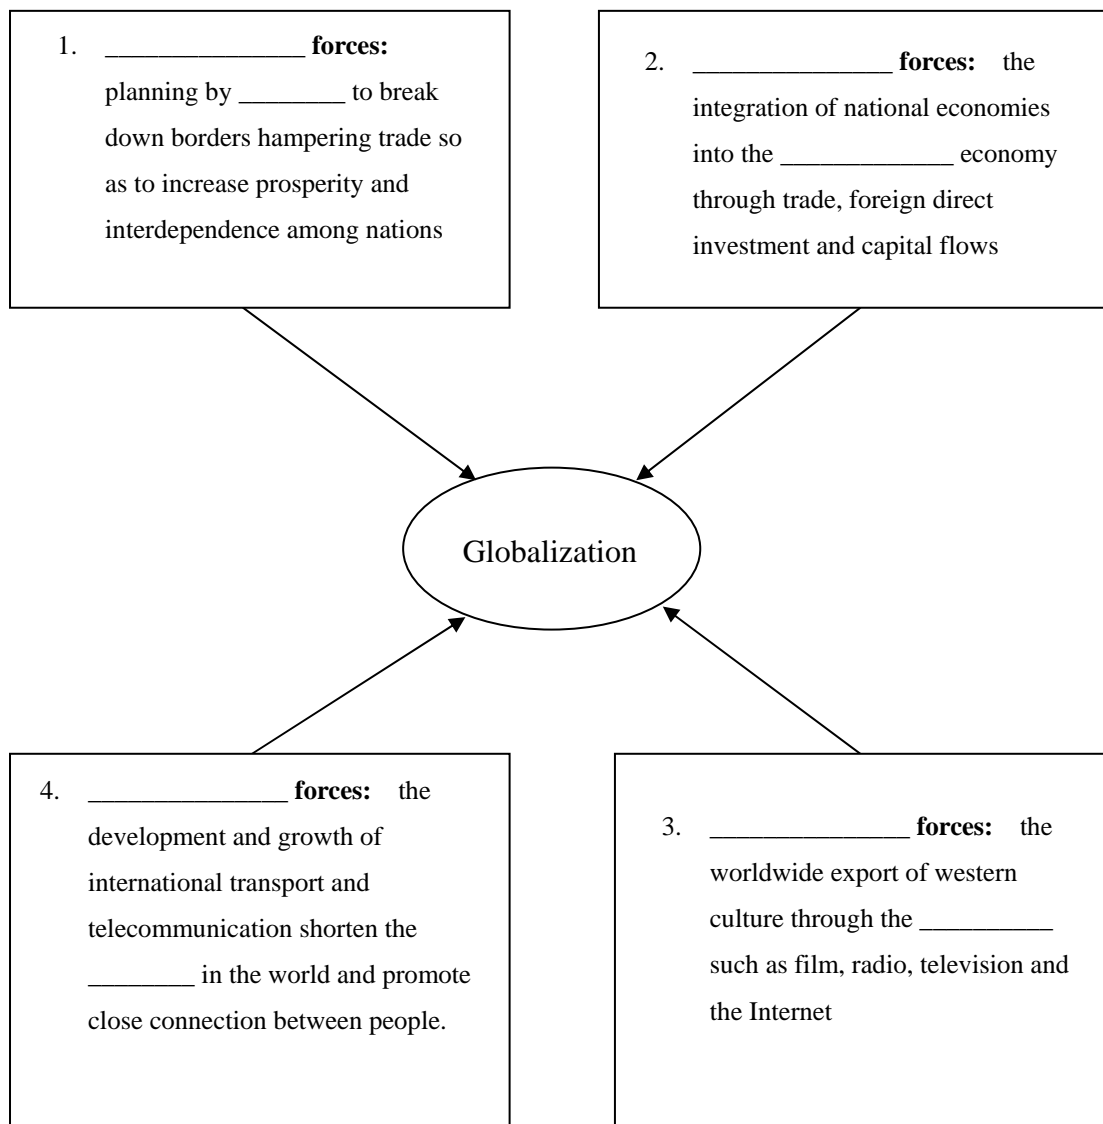 1. _______________ forces:
planning by ________ to break
down borders hampering trade so
as to increase prosperity and
interdependence among nations
2. _______________ forces: the
integration of national economies
into the _____________ economy
through trade, foreign direct
investment and capital flows
Globalization
4. _______________ forces: the
development and growth of
international transport and
telecommunication shorten the
________ in the world and promote
close connection between people.
3. _______________ forces: the
worldwide export of western
culture through the __________
such as film, radio, television and
the Internet